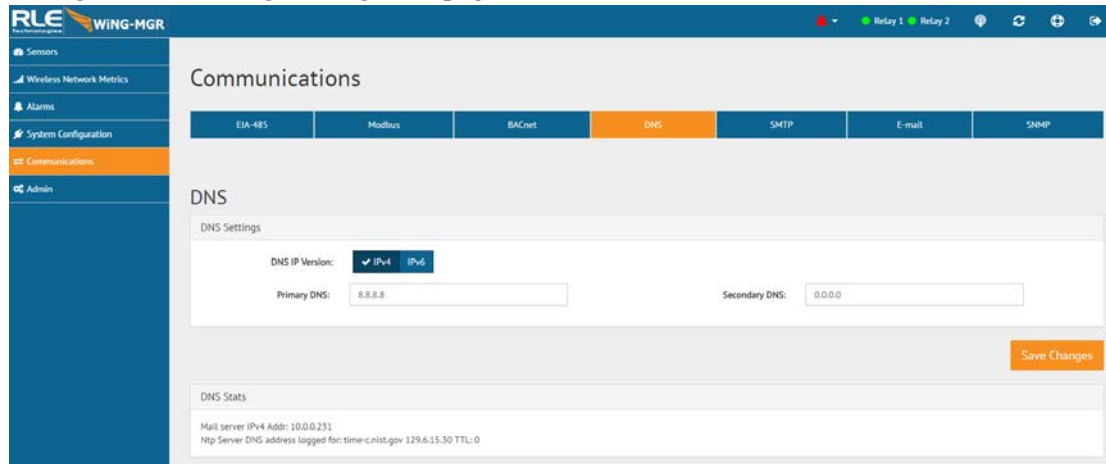 RLE WiNG-MGR
Technologies
Relay 1 Relay 2
Sensors
Wireless Network Metrics
Alarms
System Configuration
Communications
Admin
Communications
EIA-485 Modbus BACnet DNS SMTP E-mail SNMP
DNS
DNS Settings
DNS IP Version: IPv4 IPv6
Primary DNS: 8.8.8.8 Secondary DNS: 0.0.0.0
Save Changes
DNS Stats
Mail server IPv4 Addr: 10.0.0.231
Ntp Server DNS address logged for: time-c.nist.gov 129.6.15.30 TTL: 0